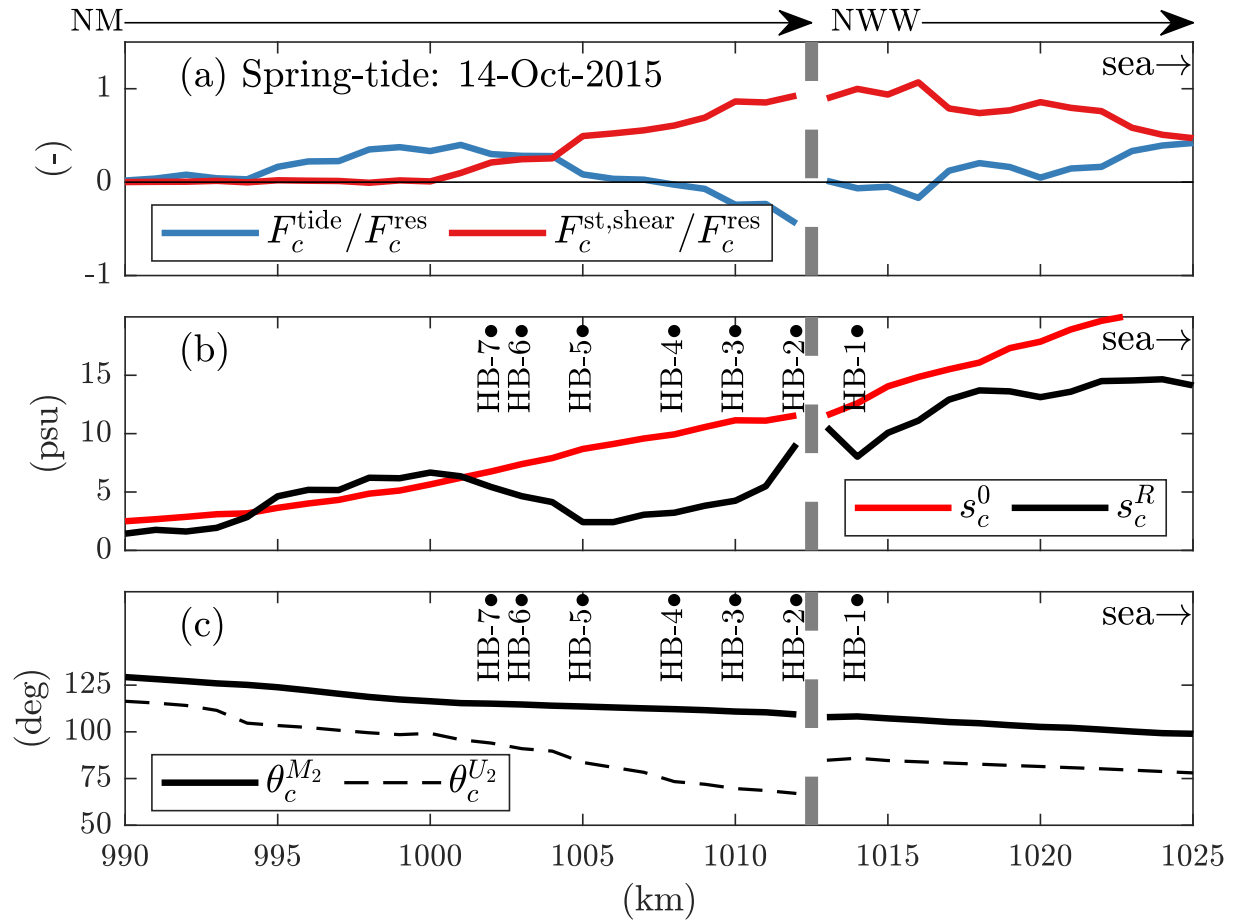 NM NWW
(a) Spring-tide: 14-Oct-2015 sea→
1
0
-1
(-)
F_c^tide/F_c^res F_c^st,shear/F_c^res
(b) sea→
HB-7 HB-6 HB-5 HB-4 HB-3 HB-2 HB-1
15
10
5
0
(psu)
s_c^0 s_c^R
(c) sea→
HB-7 HB-6 HB-5 HB-4 HB-3 HB-2 HB-1
125
100
75
50
(deg)
θ_c^M_2 θ_c^U_2
990 995 1000 1005 1010 1015 1020 1025
(km)